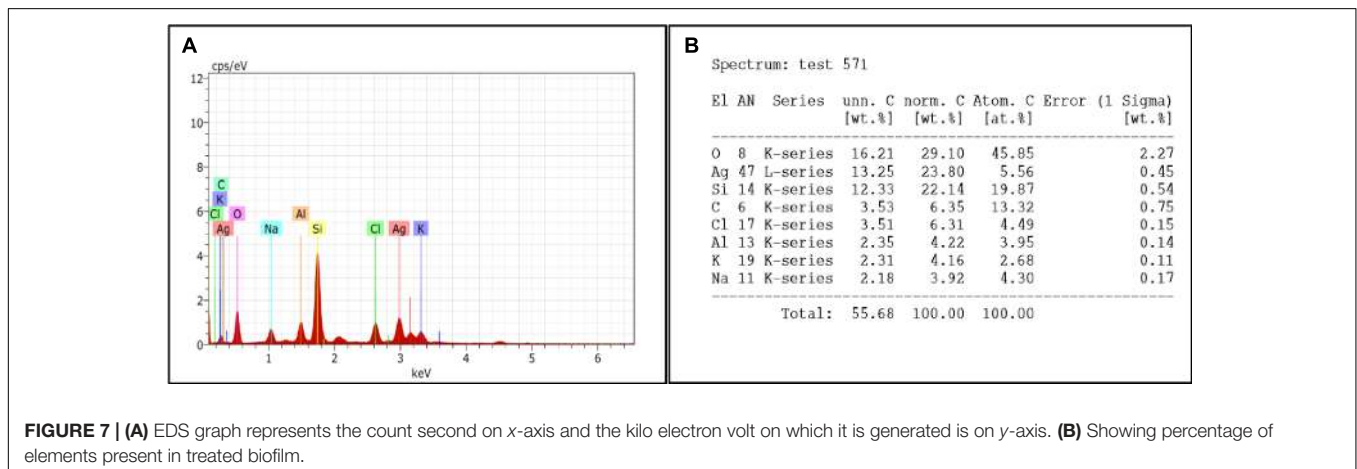 A
cps/eV
12
10
8
C
K
6 Cl O Al
Ag Na Si Cl Ag K
4
2
0
1 2 3 4 5 6
keV
B
Spectrum: test 571
El AN Series unn. C norm. C Atom. C Error (1 Sigma)
[wt.%] [wt.%] [at.%] [wt.%]
O 8 K-series 16.21 29.10 45.85 2.27
Ag 47 L-series 13.25 23.80 5.56 0.45
Si 14 K-series 12.33 22.14 19.87 0.54
C 6 K-series 3.53 6.35 13.32 0.75
Cl 17 K-series 3.51 6.31 4.49 0.15
Al 13 K-series 2.35 4.22 3.95 0.14
K 19 K-series 2.31 4.16 2.68 0.11
Na 11 K-series 2.18 3.92 4.30 0.17
Total: 55.68 100.00 100.00
FIGURE 7 | (A) EDS graph represents the count second on x-axis and the kilo electron volt on which it is generated is on y-axis. (B) Showing percentage of
elements present in treated biofilm.